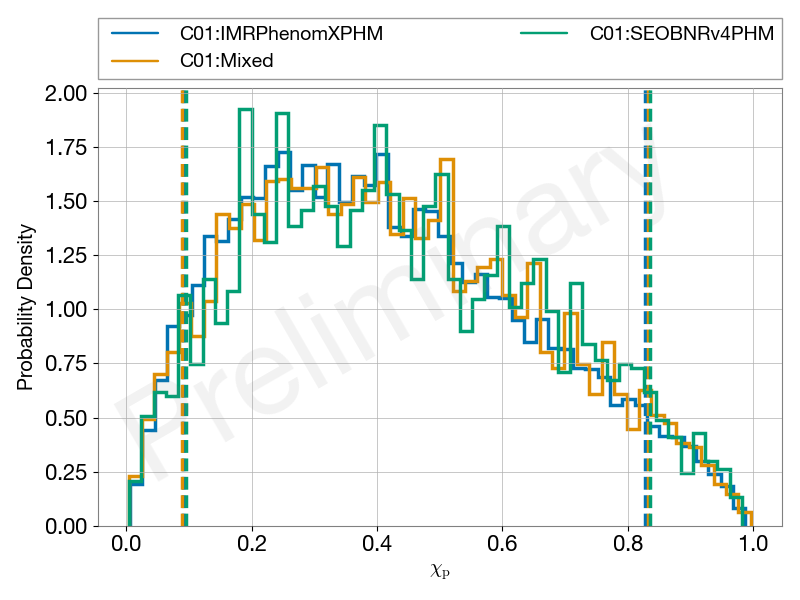 C01:IMRPhenomXPHM
C01:Mixed
C01:SEOBNRv4PHM
2.00
1.75
1.50
1.25
1.00
0.75
0.50
0.25
0.00
Probability Density
Preliminary
0.0 0.2 0.4 0.6 0.8 1.0
χp